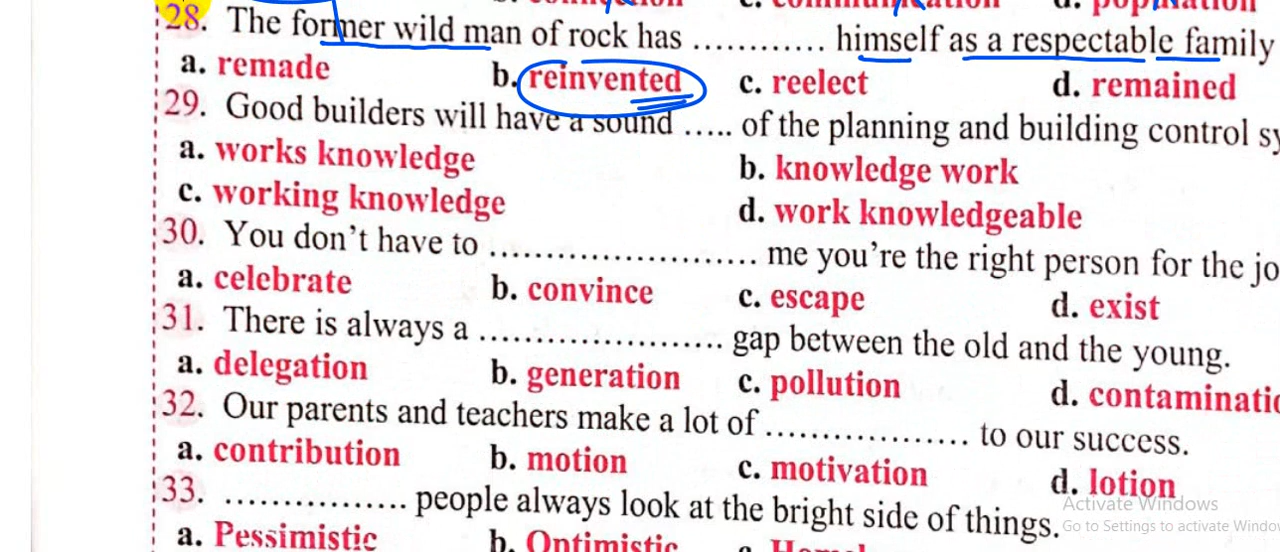 28. The former wild man of rock has ............ himself as a respectable family
a. remade b. reinvented c. reelect d. remained
29. Good builders will have a sound ..... of the planning and building control sy
a. works knowledge b. knowledge work
c. working knowledge d. work knowledgeable
30. You don't have to ........................ me you're the right person for the jo
a. celebrate b. convince c. escape d. exist
31. There is always a ...................... gap between the old and the young.
a. delegation b. generation c. pollution d. contaminatio
32. Our parents and teachers make a lot of .................. to our success.
a. contribution b. motion c. motivation d. lotion
33. ................ people always look at the bright side of things.
a. Pessimistic b. Optimistic
Activate Windows
Go to Settings to activate Windo